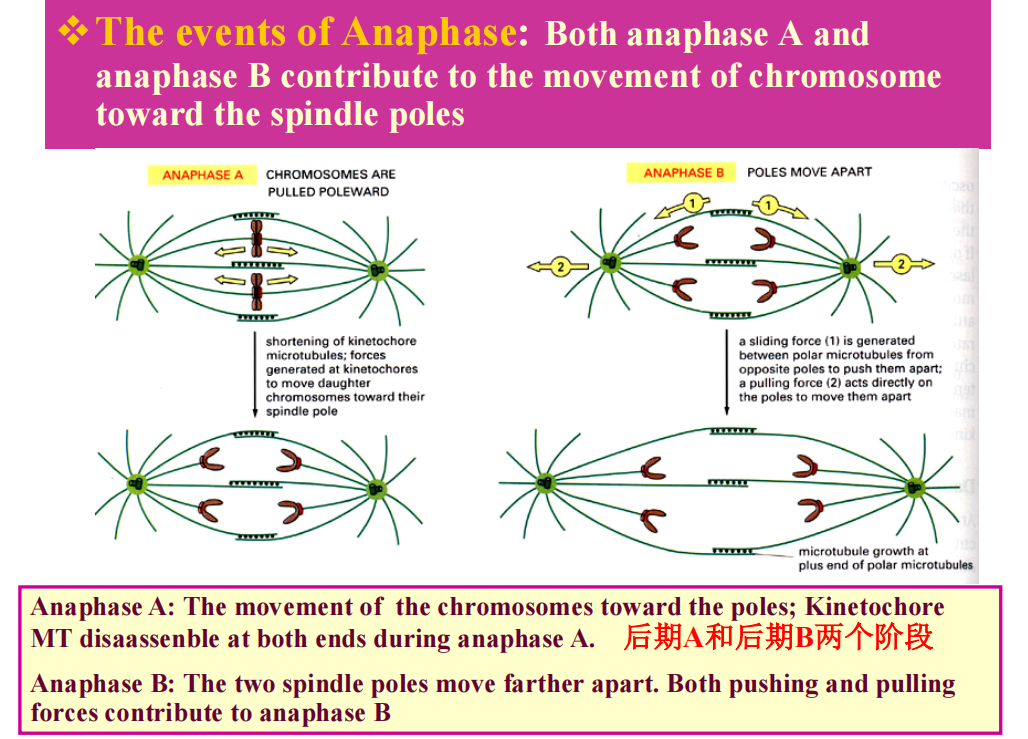 ❖ The events of Anaphase: Both anaphase A and
anaphase B contribute to the movement of chromosome
toward the spindle poles
ANAPHASE A CHROMOSOMES ARE
PULLED POLEWARD
shortening of kinetochore
microtubules; forces
generated at kinetochores
to move daughter
chromosomes toward their
spindle pole
ANAPHASE B POLES MOVE APART
1 1
2 2
a sliding force (1) is generated
between polar microtubules from
opposite poles to push them apart;
a pulling force (2) acts directly on
the poles to move them apart
microtubule growth at
plus end of polar microtubules
Anaphase A: The movement of the chromosomes toward the poles; Kinetochore
MT disaassenble at both ends during anaphase A. 后期A和后期B两个阶段
Anaphase B: The two spindle poles move farther apart. Both pushing and pulling
forces contribute to anaphase B